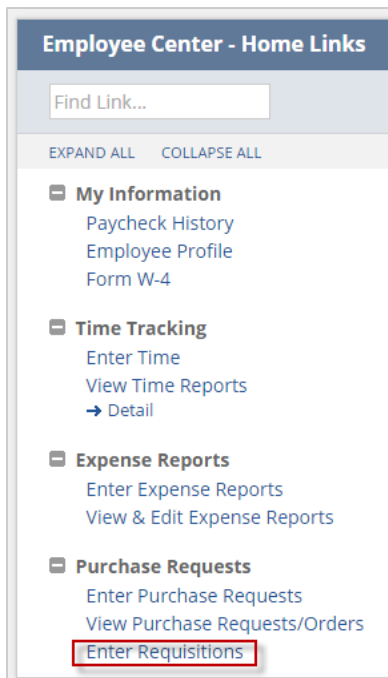 Employee Center - Home Links
Find Link...
EXPAND ALL COLLAPSE ALL
My Information
Paycheck History
Employee Profile
Form W-4
Time Tracking
Enter Time
View Time Reports
→ Detail
Expense Reports
Enter Expense Reports
View & Edit Expense Reports
Purchase Requests
Enter Purchase Requests
View Purchase Requests/Orders
Enter Requisitions